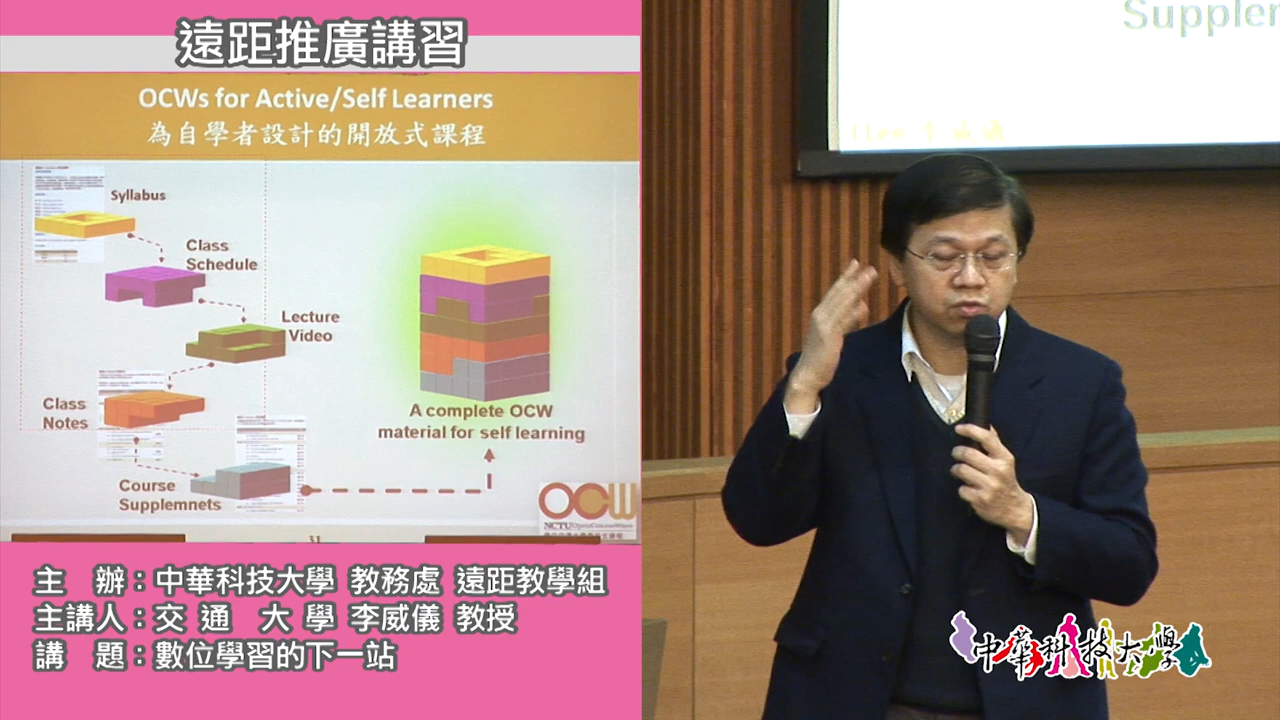 遠距推廣講習
OCWs for Active/Self Learners
為自學者設計的開放式課程
Syllabus
Class
Schedule
Lecture
Video
Class
Notes
Course
Supplemnets
A complete OCW
material for self learning
OCW
NCTU OpenCourseWare
31
主 辦：中華科技大學 教務處 遠距教學組
主講人：交 通 大 學 李威儀 教授
講 題：數位學習的下一站
Suppler
中華科技大學